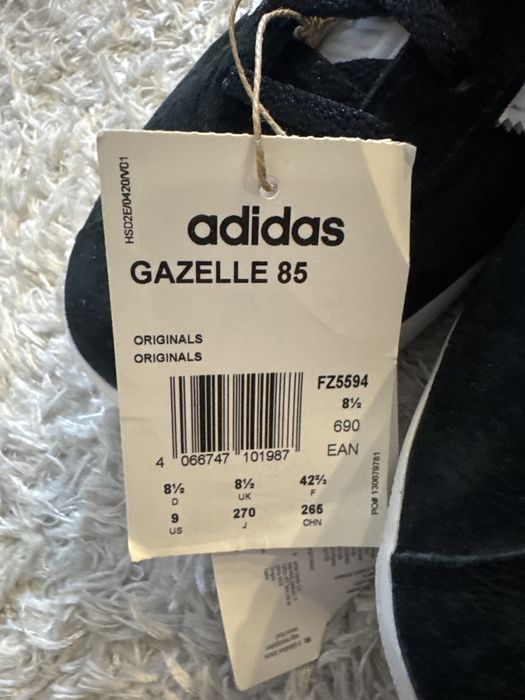 HSD2E/0420/V01
adidas
GAZELLE 85
ORIGINALS
ORIGINALS
FZ5594
8½
690
EAN
4 066747 101987
8½ 8½ 42⅔
D UK F
9 270 265
US J CHN
PO# 130679781